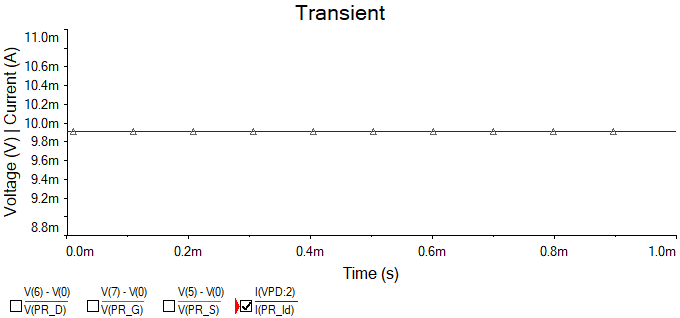 Transient
Voltage (V) | Current (A)
11.0m
10.6m
10.4m
10.2m
10.0m
9.8m
9.6m
9.4m
9.2m
8.8m
0.0m 0.2m 0.4m 0.6m 0.8m 1.0m
Time (s)
V(6) - V(0) V(7) - V(0) V(5) - V(0) I(VPD:2)
V(PR_D) V(PR_G) V(PR_S) I(PR_Id)